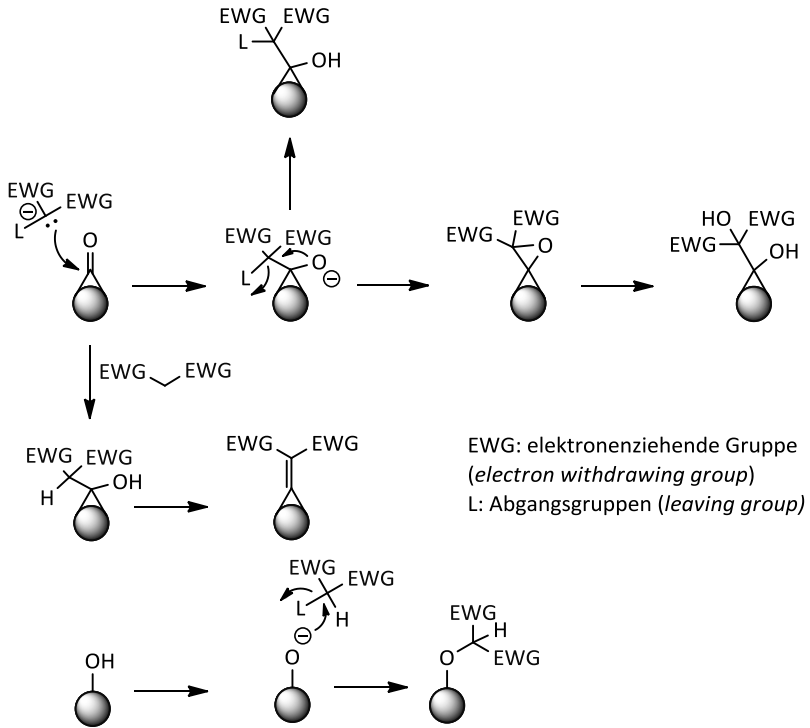 EWG EWG
L
OH
EWG
EWG
L
O
EWG EWG
L
O
EWG
EWG
O
HO
EWG
EWG
OH
EWG EWG
EWG EWG
H
OH
EWG EWG
EWG: elektronenziehende Gruppe
(electron withdrawing group)
L: Abgangsgruppen (leaving group)
EWG
EWG
L
H
OH
O
EWG
H
O
EWG